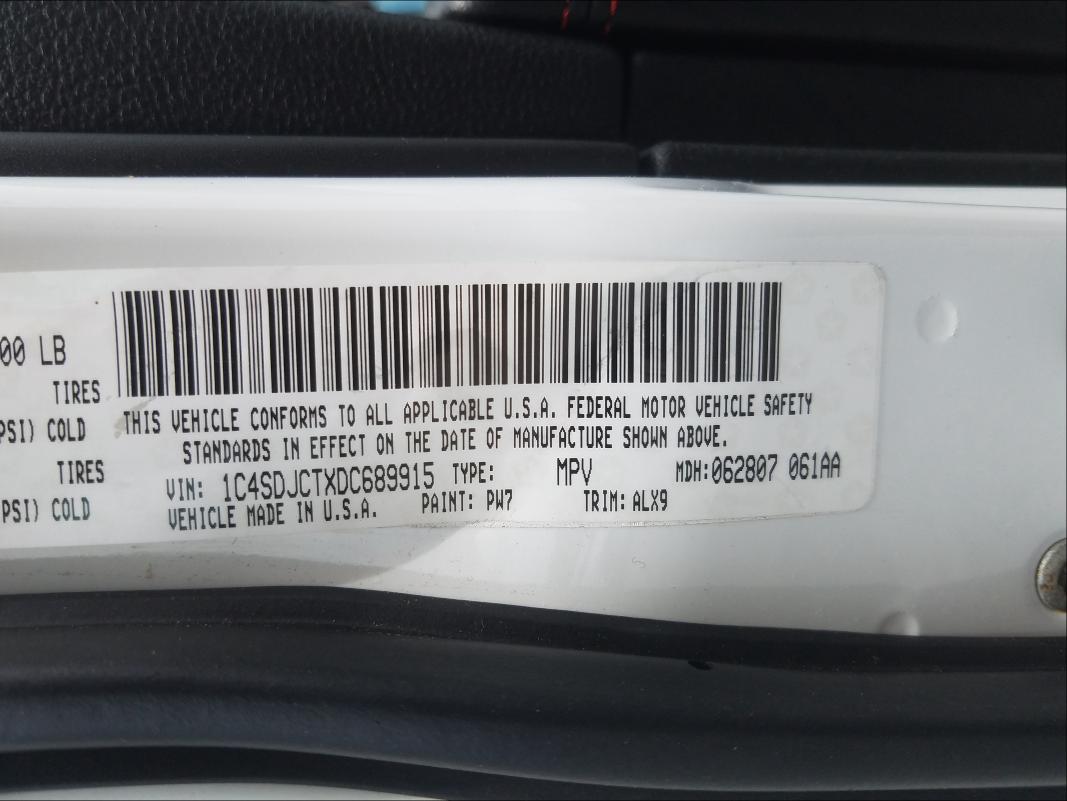 00 LB
TIRES
PSI) COLD
TIRES
PSI) COLD
THIS VEHICLE CONFORMS TO ALL APPLICABLE U.S.A. FEDERAL MOTOR VEHICLE SAFETY
STANDARDS IN EFFECT ON THE DATE OF MANUFACTURE SHOWN ABOVE.
VIN: 1C4SDJCTXDC689915 TYPE: MPV MDH:062807 061AA
VEHICLE MADE IN U.S.A. PAINT: PW7 TRIM: ALX9